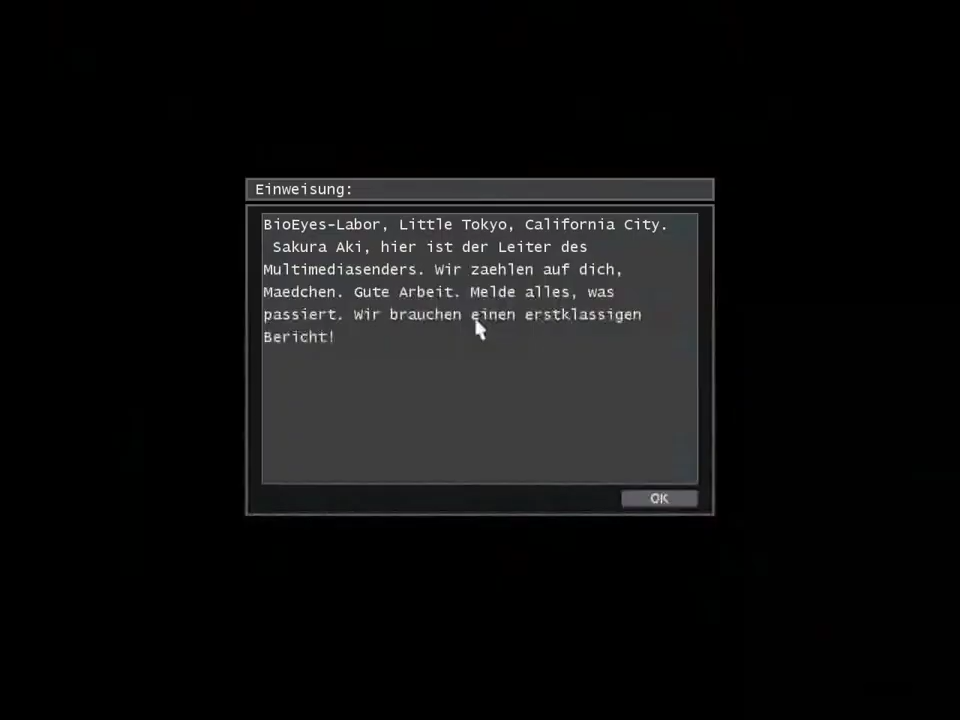 Einweisung:
BioEyes-Labor, Little Tokyo, California City.
Sakura Aki, hier ist der Leiter des
Multimediasenders. Wir zaehlen auf dich,
Maedchen. Gute Arbeit. Melde alles, was
passiert. Wir brauchen einen erstklassigen
Bericht!
OK